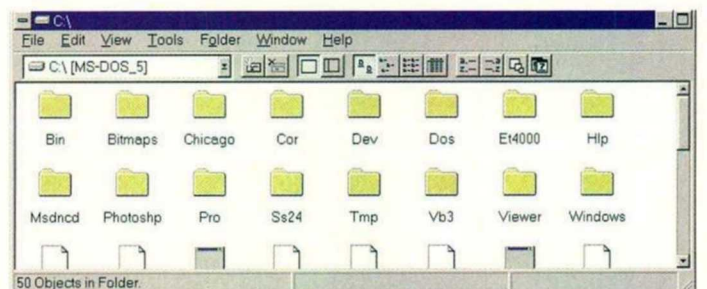 C:\
File Edit View Tools Folder Window Help
C:\ [MS-DOS_5]
Bin Bitmaps Chicago Cor Dev Dos Et4000 Hlp
Msdncd Photoshp Pro Ss24 Tmp Vb3 Viewer Windows
50 Objects in Folder.